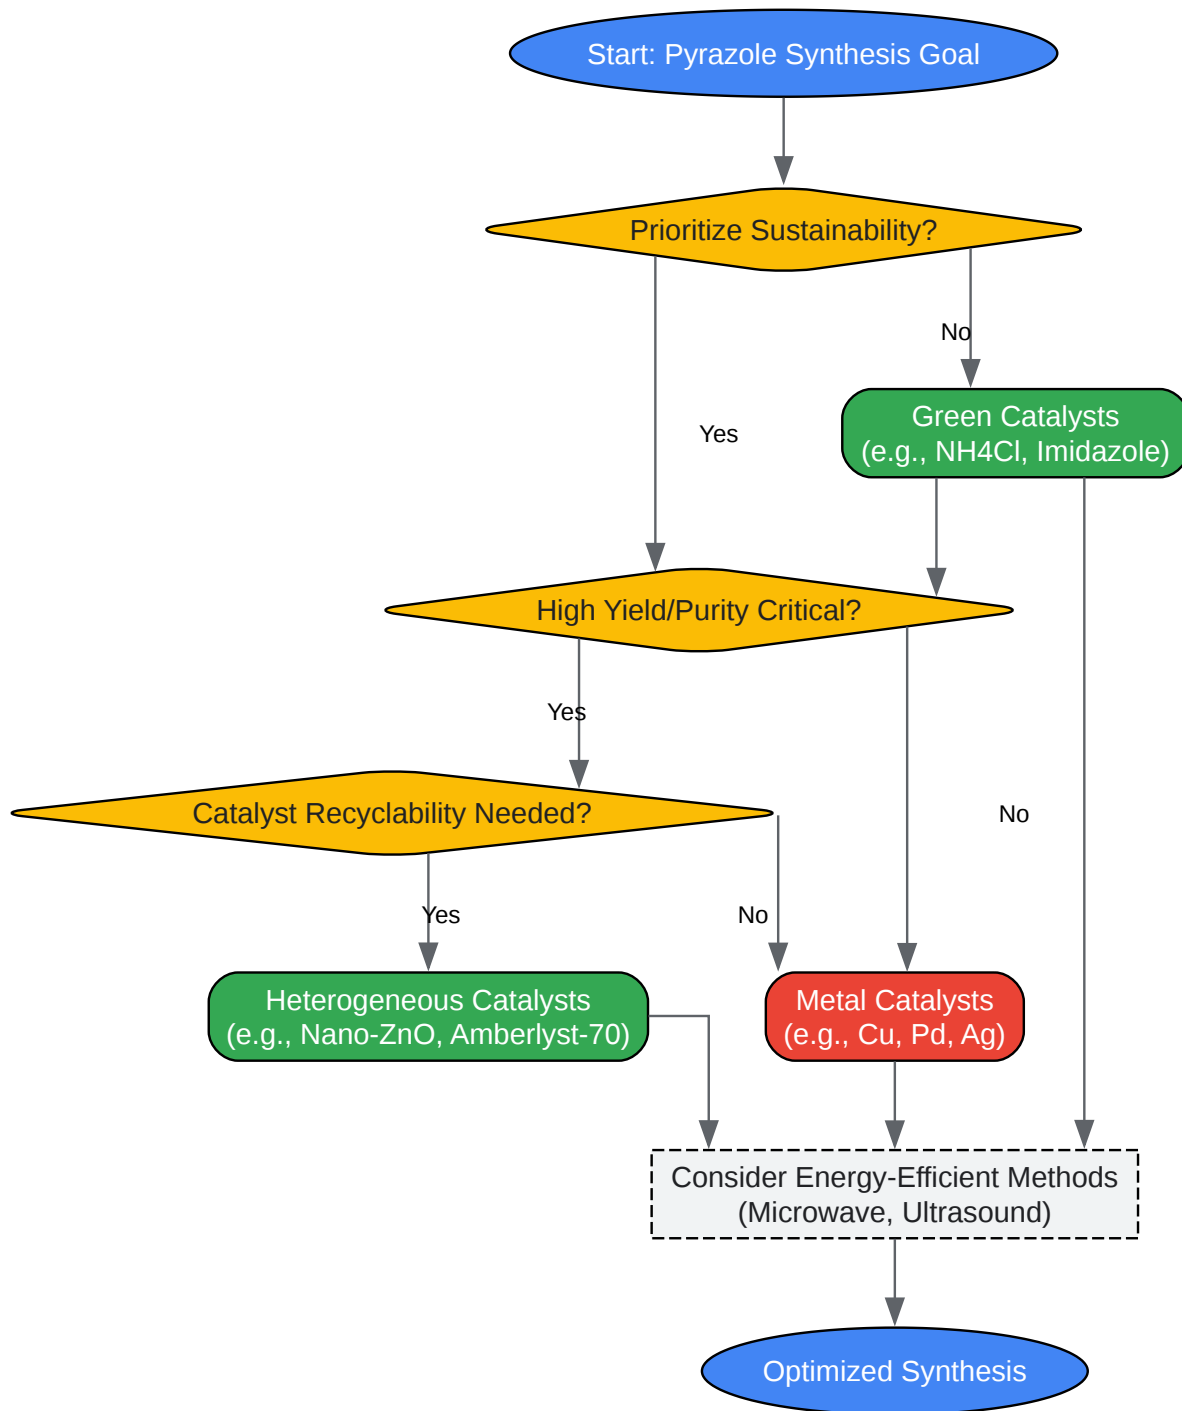 Start: Pyrazole Synthesis Goal
Prioritize Sustainability?
No
Green Catalysts
(e.g., NH4Cl, Imidazole)
Yes
High Yield/Purity Critical?
Yes
Catalyst Recyclability Needed?
No
Yes
No
Heterogeneous Catalysts
(e.g., Nano-ZnO, Amberlyst-70)
Metal Catalysts
(e.g., Cu, Pd, Ag)
Consider Energy-Efficient Methods
(Microwave, Ultrasound)
Optimized Synthesis